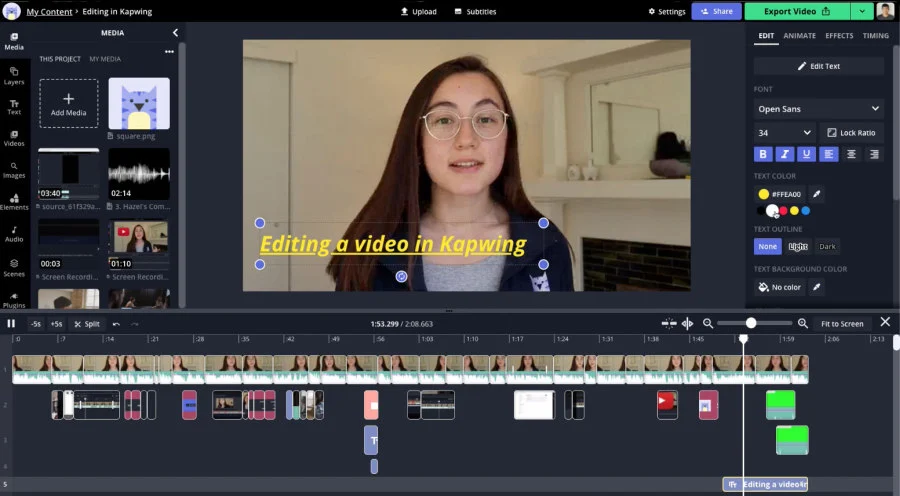 My Content > Editing in Kapwing
Upload
Subtitles
Settings
Share
Export Video
Media
Layers
Text
Videos
Images
Elements
Audio
Scenes
Plugins
MEDIA
THIS PROJECT
MY MEDIA
Add Media
square.png
03:40
source_61f329a...
02:14
3. Hazel's Com...
00:03
Screen Recordi...
01:10
Screen Recordi...
Editing a video in Kapwing
EDIT
ANIMATE
EFFECTS
TIMING
Edit Text
FONT
Open Sans
34
Lock Ratio
B I U
TEXT COLOR
#FFEA00
TEXT OUTLINE
None
Light
Dark
TEXT BACKGROUND COLOR
No color
-5s
+5s
Split
1:53.299 / 2:08.663
Fit to Screen
:0 :7 :14 :21 :28 :35 :42 :49 :56 1:03 1:10 1:17 1:24 1:31 1:38 1:45 1:59 2:06 2:13
1
2
3
4
5
T
Editing a video in